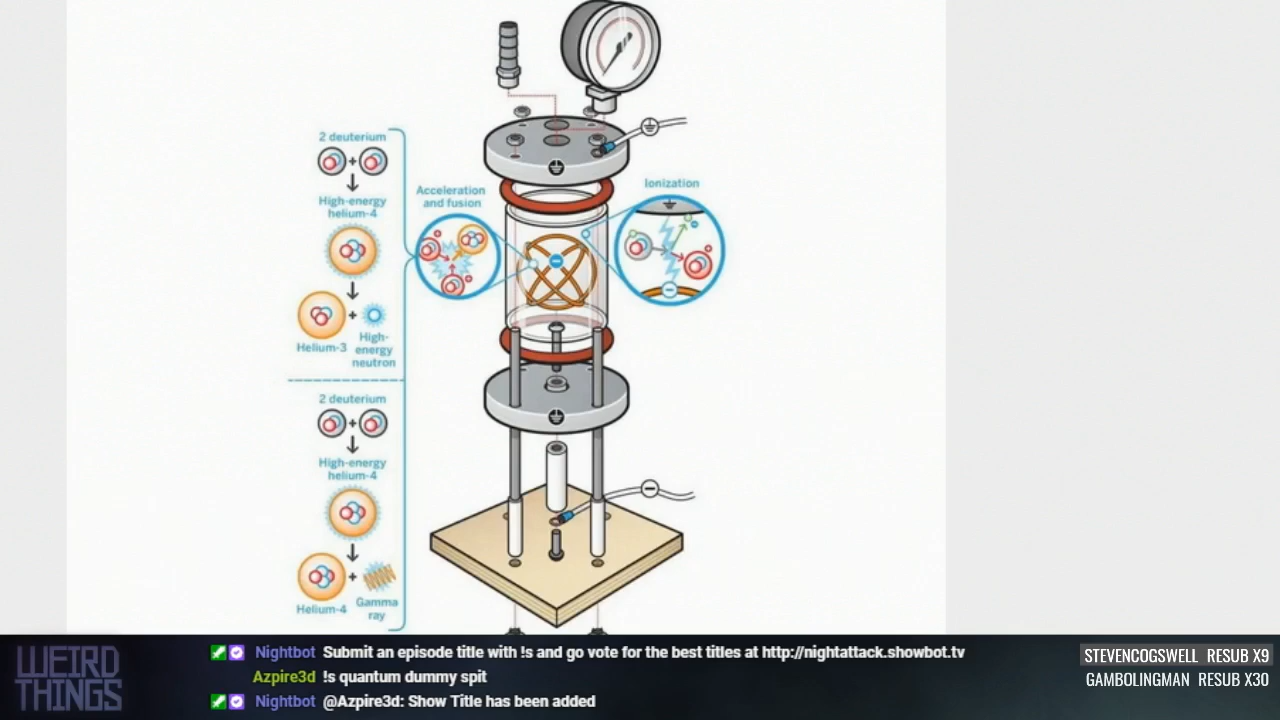 2 deuterium
High-energy
helium-4
Helium-3
High-
energy
neutron
2 deuterium
High-energy
helium-4
Helium-4
Gamma
ray
Acceleration
and fusion
Ionization
WEIRD
THINGS
Nightbot Submit an episode title with !s and go vote for the best titles at http://nightattack.showbot.tv
Azpire3d !s quantum dummy spit
Nightbot @Azpire3d: Show Title has been added
STEVENCOGSWELL RESUB X9
GAMBOLINGMAN RESUB X30